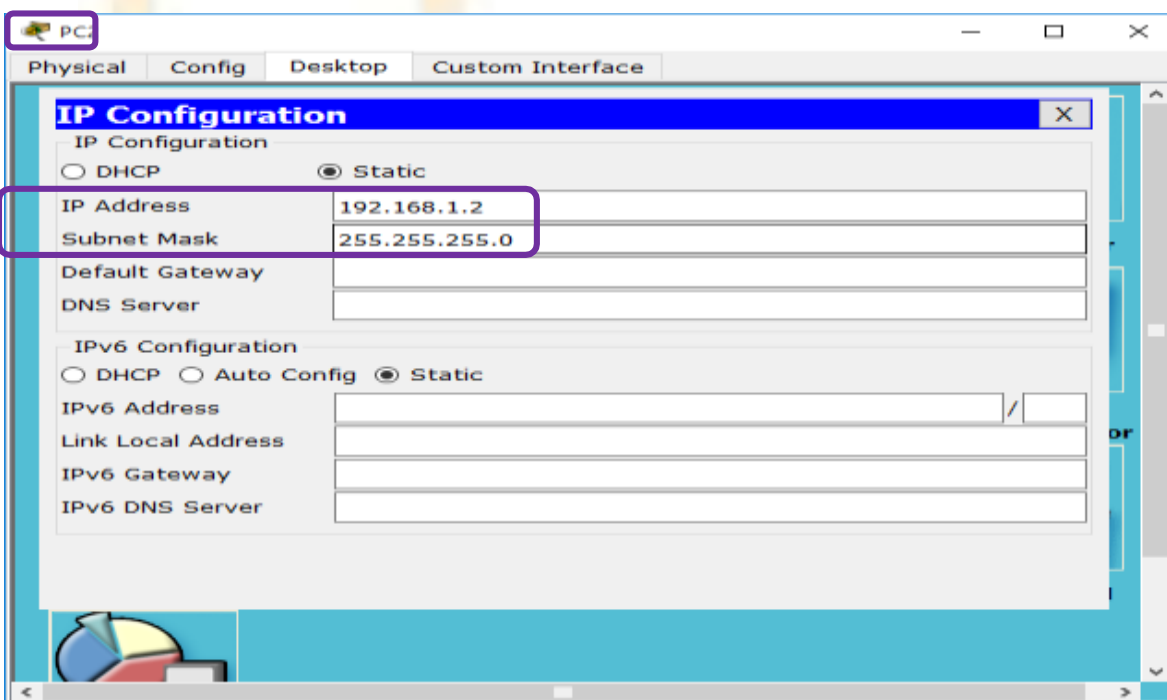 PC2
Physical Config Desktop Custom Interface
IP Configuration X
IP Configuration
DHCP Static
IP Address 192.168.1.2
Subnet Mask 255.255.255.0
Default Gateway
DNS Server
IPv6 Configuration
DHCP Auto Config Static
IPv6 Address /
Link Local Address
IPv6 Gateway
IPv6 DNS Server
or